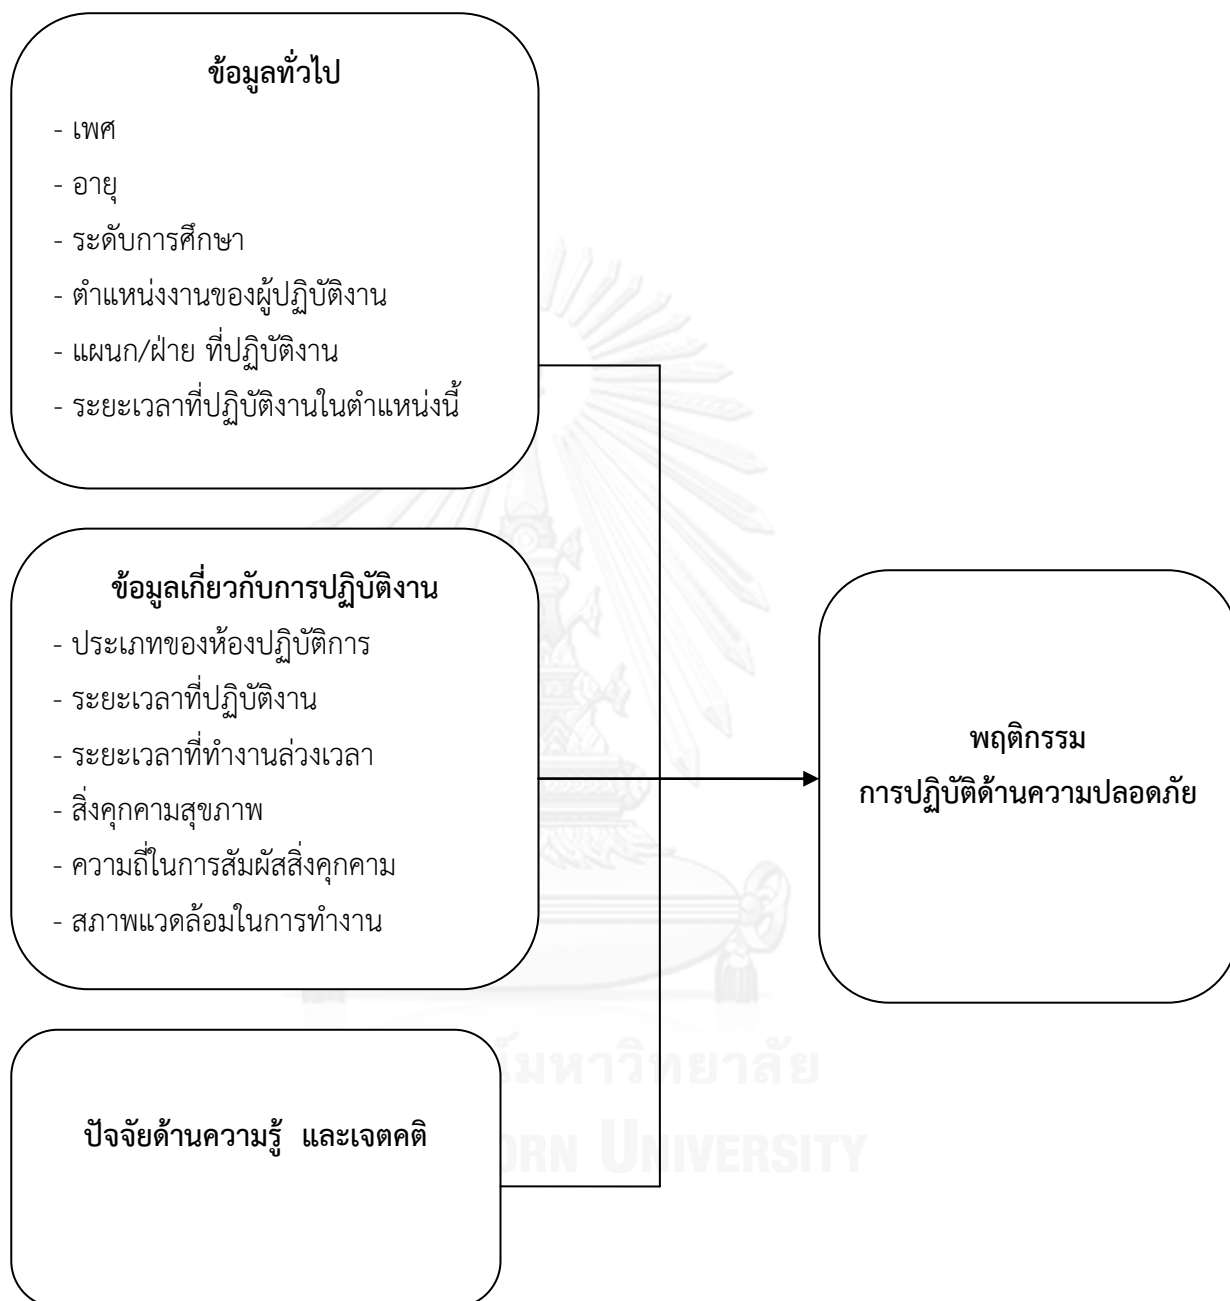 ข้อมูลทั่วไป
- เพศ
- อายุ
- ระดับการศึกษา
- ตำแหน่งงานของผู้ปฏิบัติงาน
- แผนก/ฝ่าย ที่ปฏิบัติงาน
- ระยะเวลาที่ปฏิบัติงานในตำแหน่งนี้
ข้อมูลเกี่ยวกับการปฏิบัติงาน
- ประเภทของห้องปฏิบัติการ
- ระยะเวลาที่ปฏิบัติงาน
- ระยะเวลาที่ทำงานล่วงเวลา
- สิ่งคุกคามสุขภาพ
- ความถี่ในการสัมผัสสิ่งคุกคาม
- สภาพแวดล้อมในการทำงาน
พฤติกรรม
การปฏิบัติด้านความปลอดภัย
ปัจจัยด้านความรู้ และเจตคติ
มหาวิทยาลัย
UNIVERSITY